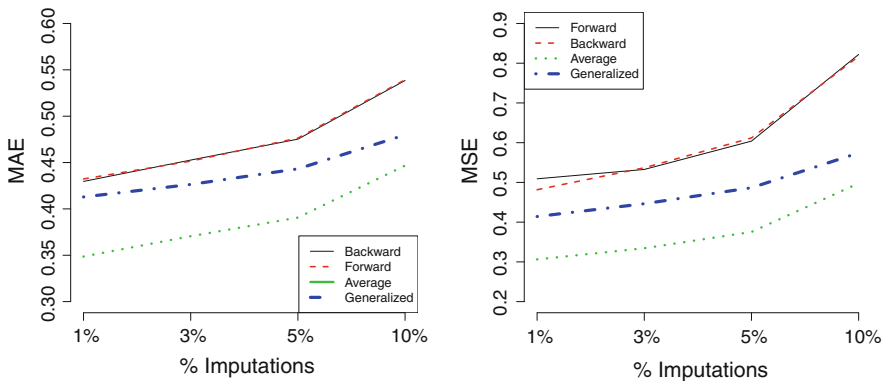 MAE
0.60
0.55
0.50
0.45
0.40
0.35
0.30
Backward
Forward
Average
Generalized
1% 3% 5% 10%
% Imputations
MSE
0.9
0.8
0.7
0.6
0.5
0.4
0.3
0.2
Forward
Backward
Average
Generalized
1% 3% 5% 10%
% Imputations